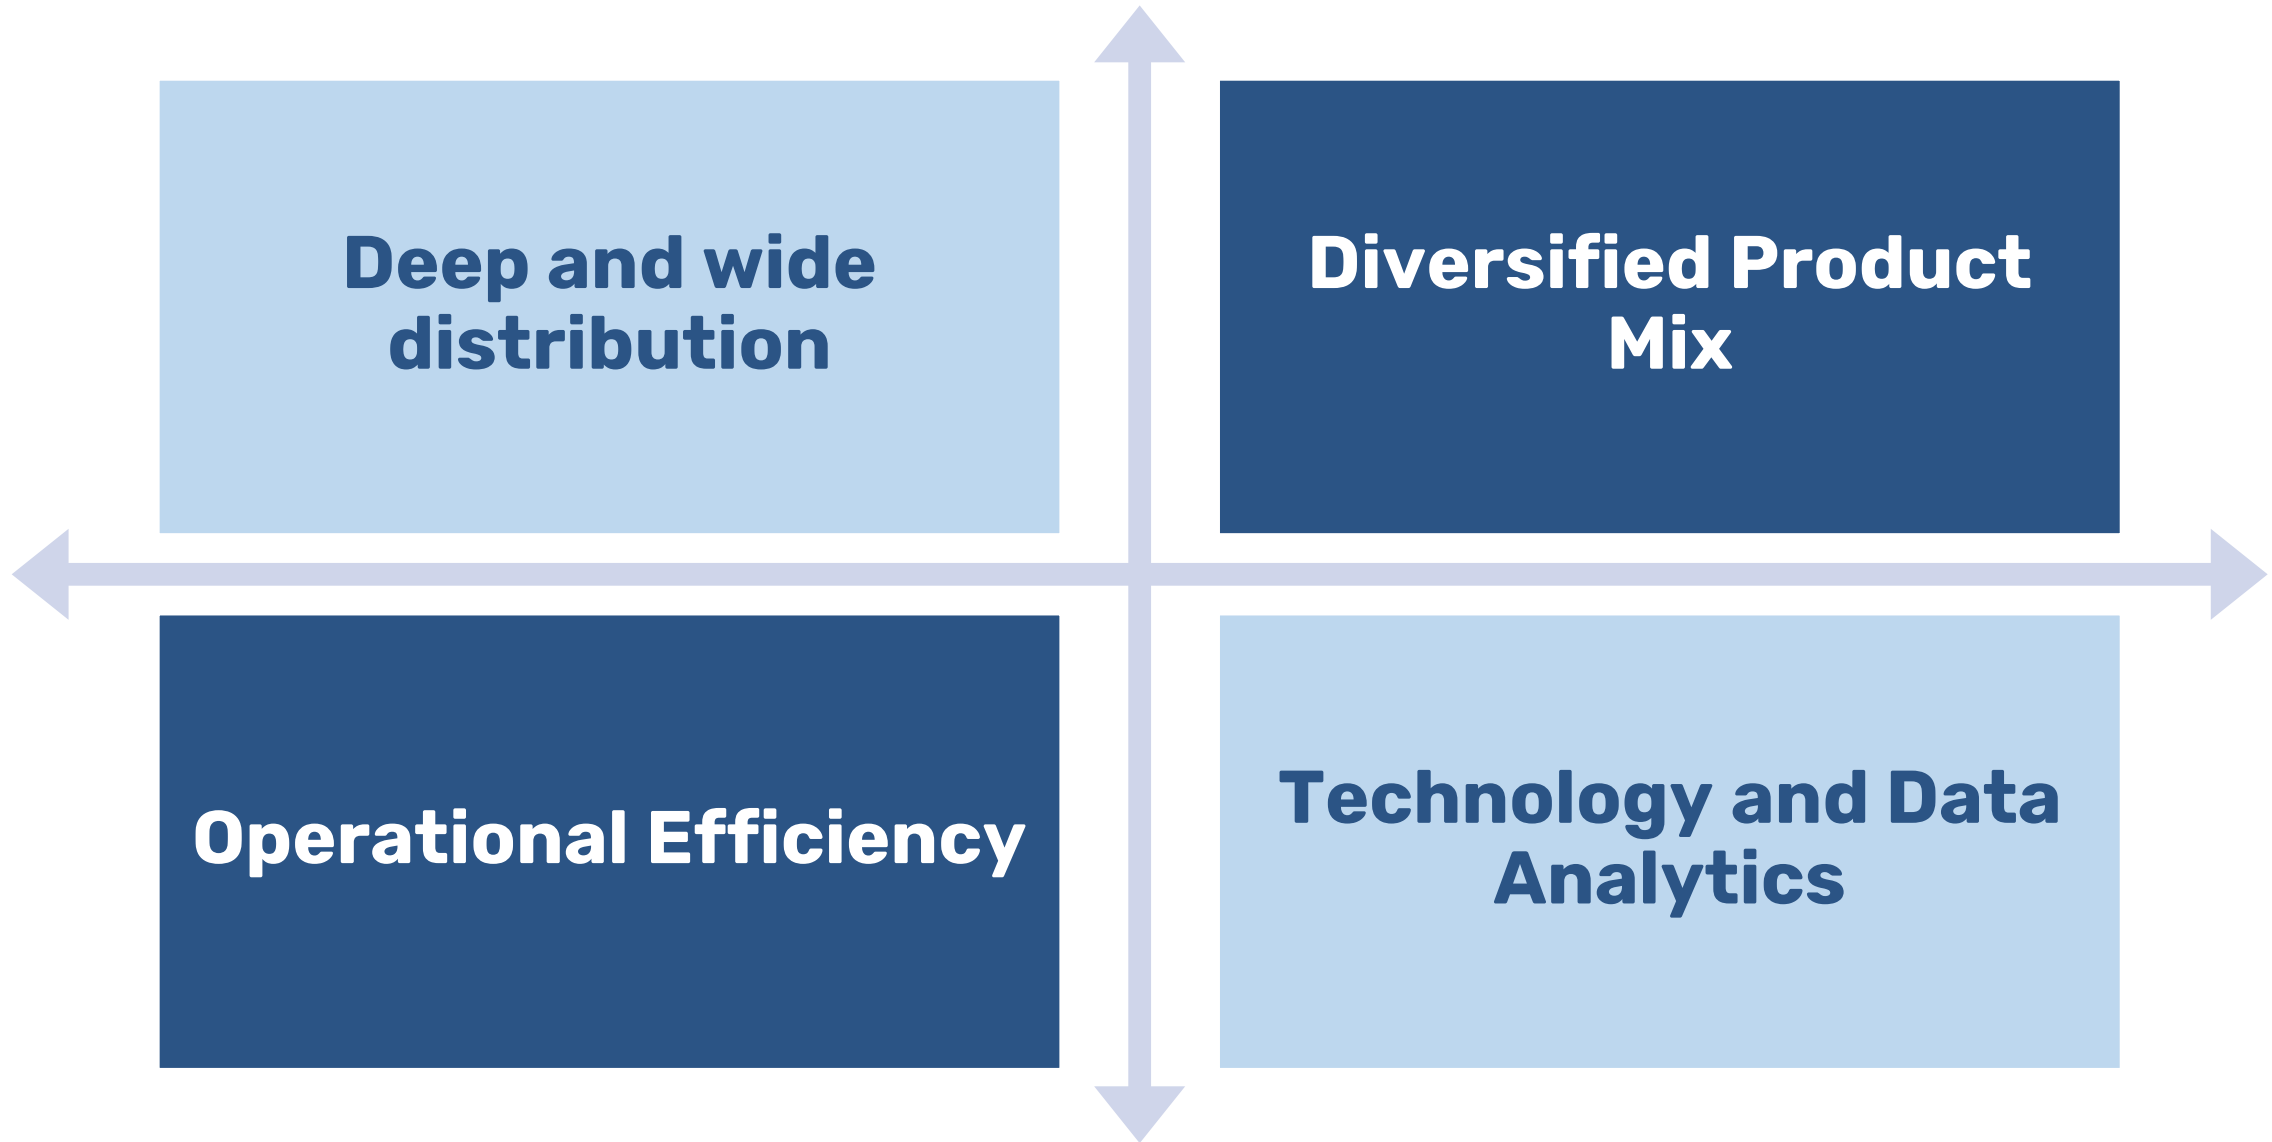 Deep and wide
distribution
Diversified Product
Mix
Operational Efficiency
Technology and Data
Analytics